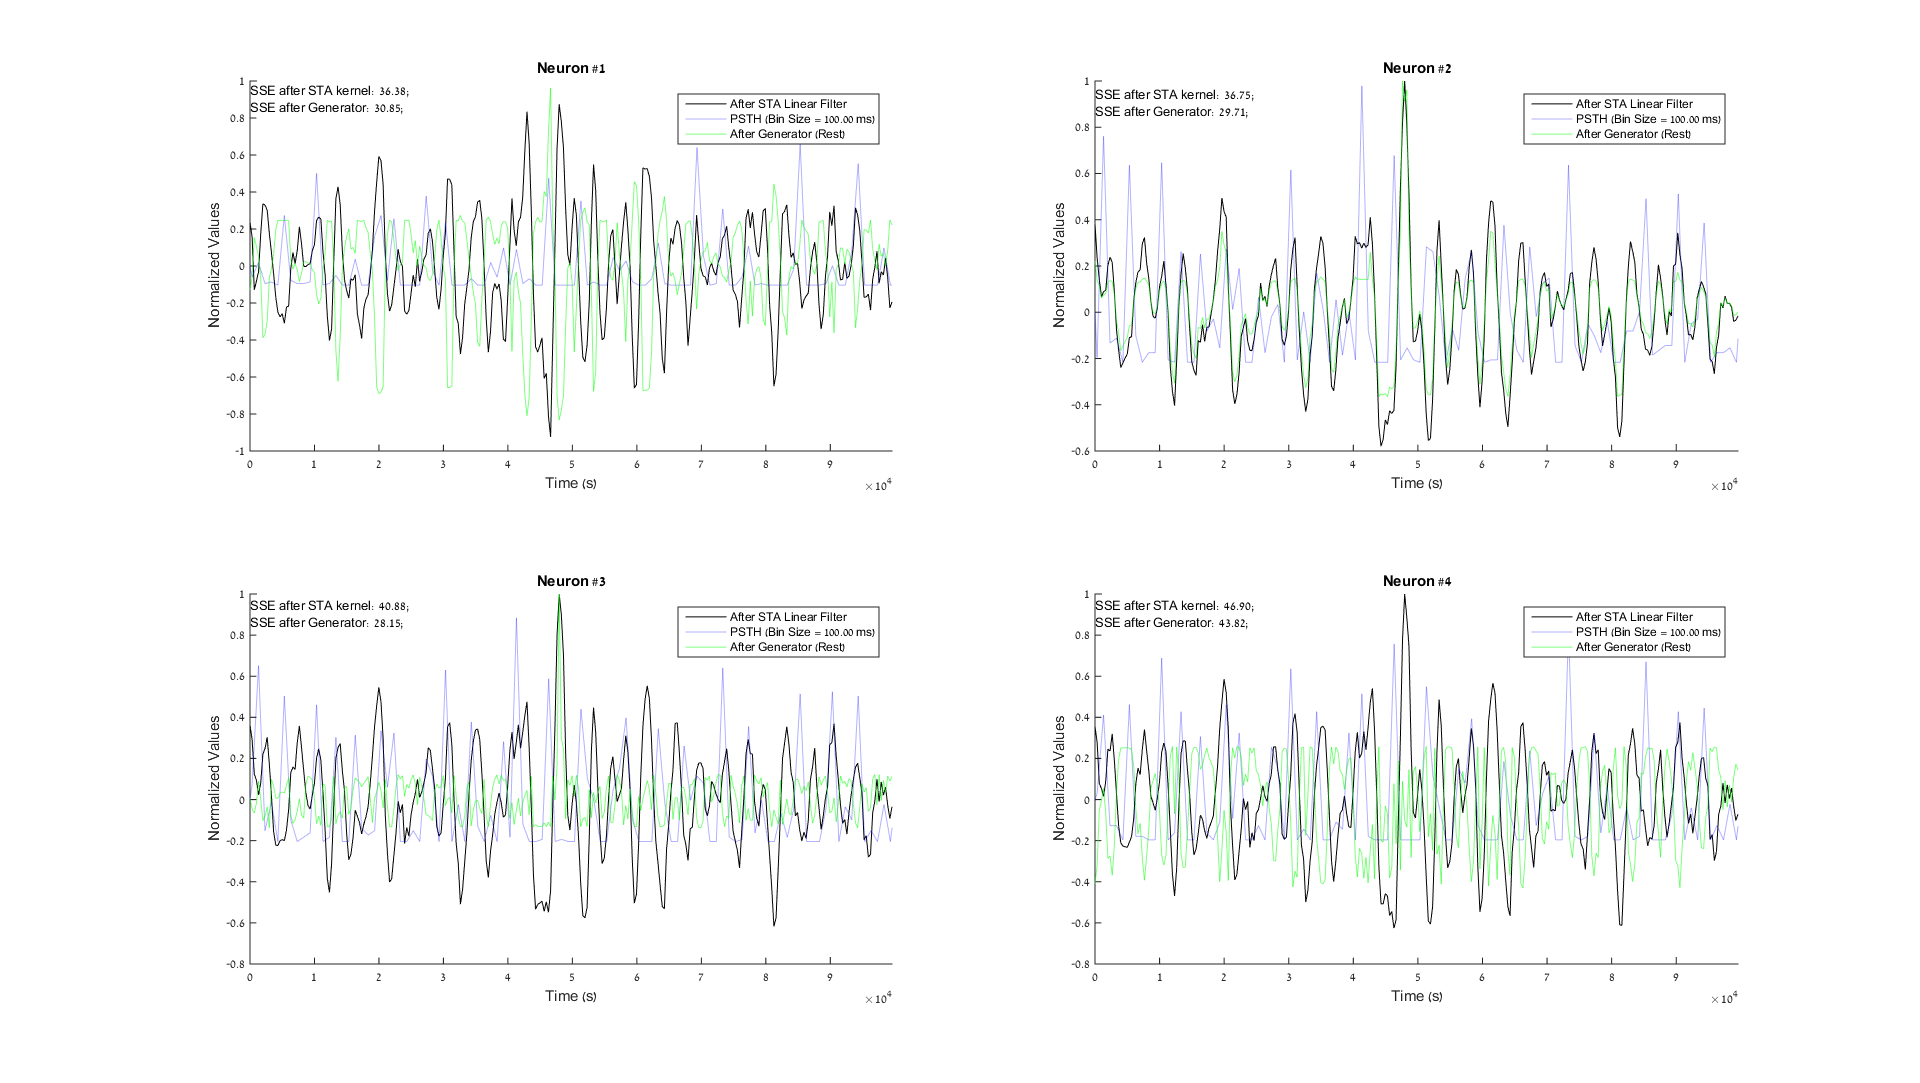 Neuron #1
SSE after STA kernel: 36.38;
SSE after Generator: 30.85;
After STA Linear Filter
PSTH (Bin Size = 100.00 ms)
After Generator (Rest)
Normalized Values
1
0.8
0.6
0.4
0.2
0
-0.2
-0.4
-0.6
-0.8
-1
0 1 2 3 4 5 6 7 8 9
Time (s)
×10^4
Neuron #2
SSE after STA kernel: 36.75;
SSE after Generator: 29.71;
After STA Linear Filter
PSTH (Bin Size = 100.00 ms)
After Generator (Rest)
Normalized Values
1
0.8
0.6
0.4
0.2
0
-0.2
-0.4
-0.6
0 1 2 3 4 5 6 7 8 9
Time (s)
×10^4
Neuron #3
SSE after STA kernel: 40.88;
SSE after Generator: 28.15;
After STA Linear Filter
PSTH (Bin Size = 100.00 ms)
After Generator (Rest)
Normalized Values
1
0.8
0.6
0.4
0.2
0
-0.2
-0.4
-0.6
-0.8
0 1 2 3 4 5 6 7 8 9
Time (s)
×10^4
Neuron #4
SSE after STA kernel: 46.90;
SSE after Generator: 43.82;
After STA Linear Filter
PSTH (Bin Size = 100.00 ms)
After Generator (Rest)
Normalized Values
1
0.8
0.6
0.4
0.2
0
-0.2
-0.4
-0.6
-0.8
0 1 2 3 4 5 6 7 8 9
Time (s)
×10^4